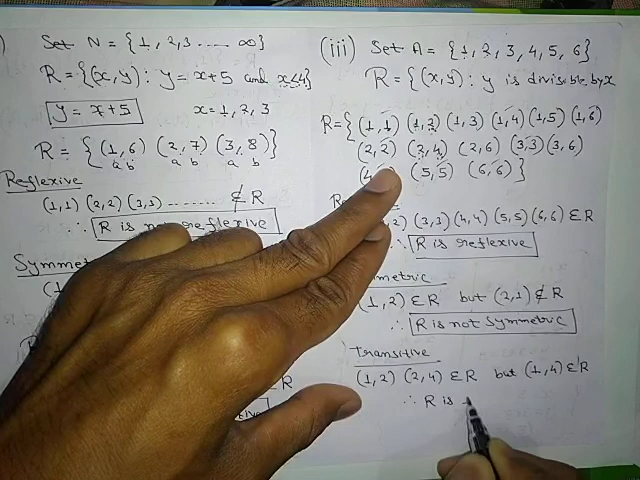 )
Set N = {1, 2, 3 ..... ∞}
R = {(x, y) : y = x+5 and x<4}
y = x+5    x = 1, 2, 3
R = { (1, 6) (2, 7) (3, 8) }
a b  a b  a b
Reflexive
(1,1) (2,2) (3,3) ........ ∉ R
∴ R is not reflexive
R
(iii) Set A = {1, 2, 3, 4, 5, 6}
R = {(x, y) : y is divisible by x
R = { (1,1) (1,2) (1,3) (1,4) (1,5) (1,6)
(2,2) (2,4) (2,6) (3,3) (3,6)
(5,5) (6,6) }
(3,3) (4,4) (5,5) (6,6) ∈ R
∴ R is reflexive
(1,2) ∈ R but (2,1) ∉ R
∴ R is not Symmetric
Transitive
(1,2) (2,4) ∈ R but (1,4) ∈ R
∴ R is